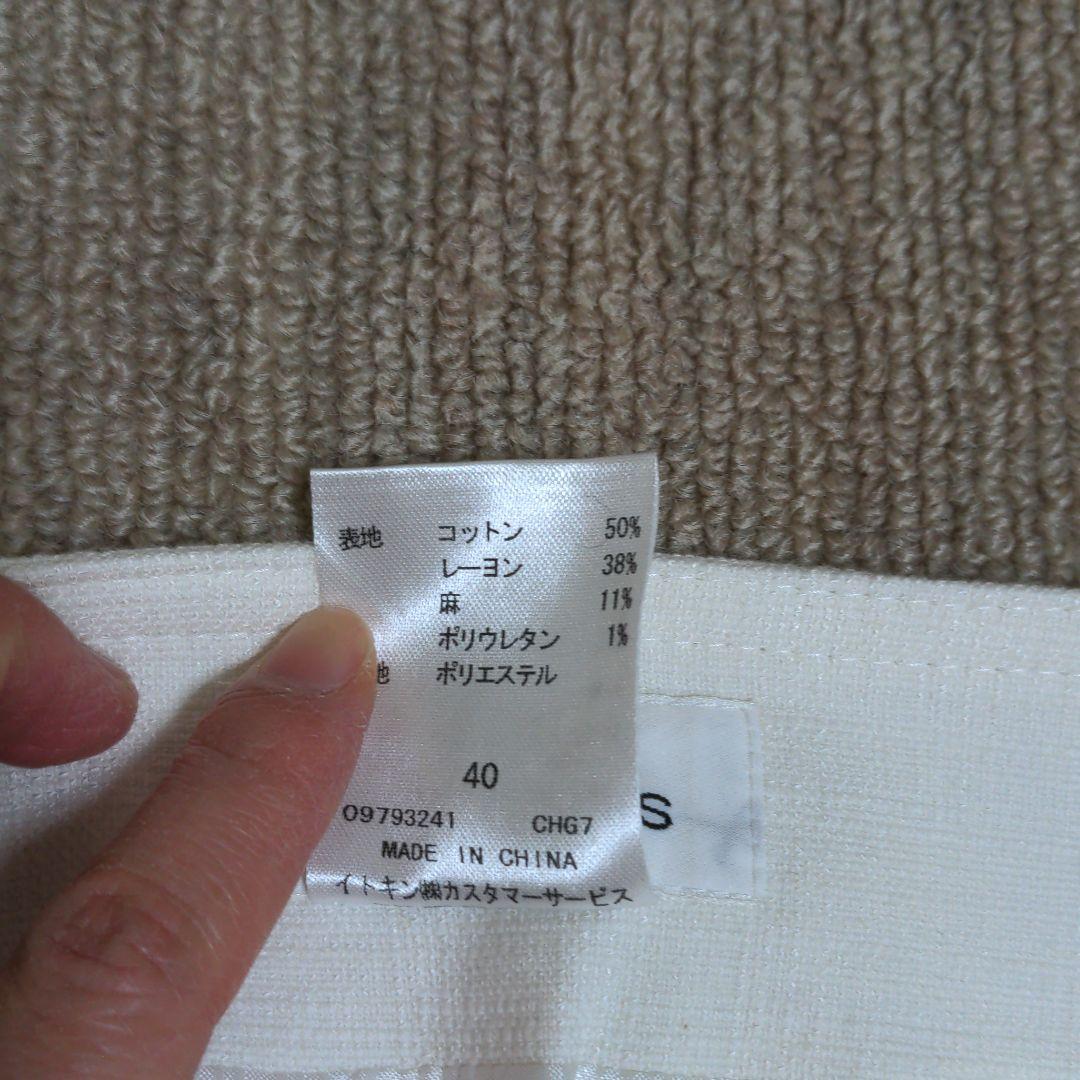 表地 コットン 50%
レーヨン 38%
麻 11%
ポリウレタン 1%
地 ポリエステル
40
09793241 CHG7
MADE IN CHINA
イトキン㈱カスタマーサービス
S